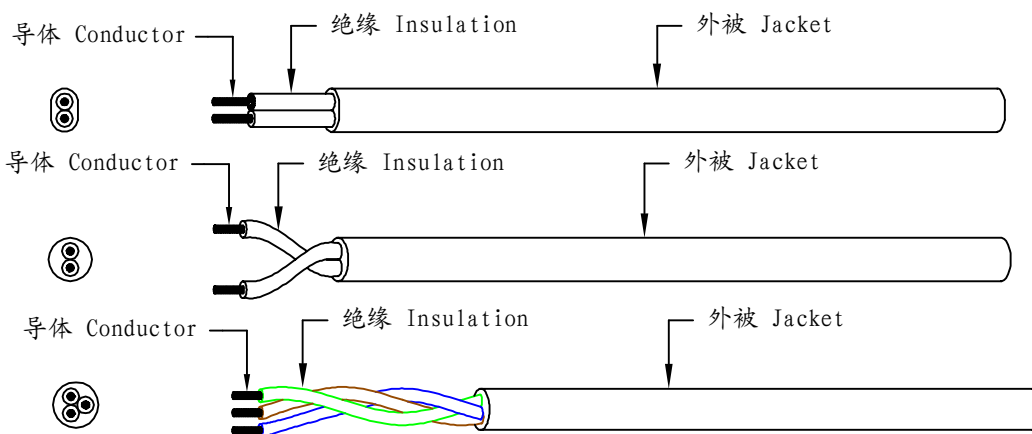 导体 Conductor
绝缘 Insulation
外被 Jacket
导体 Conductor
绝缘 Insulation
外被 Jacket
导体 Conductor
绝缘 Insulation
外被 Jacket